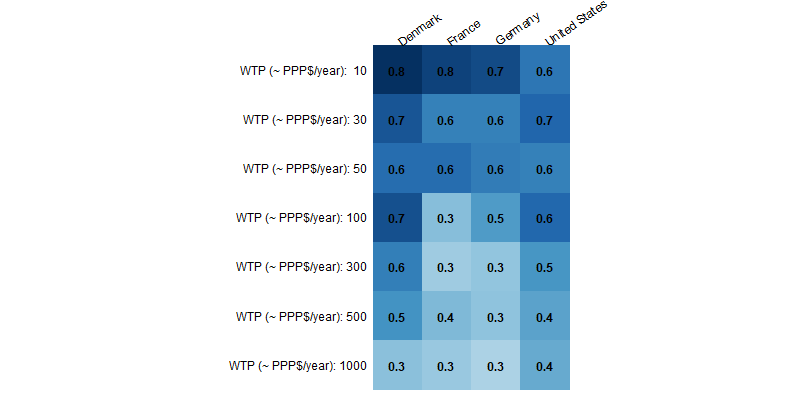 Denmark France Germany United States
WTP (~ PPP$/year): 10 0.8 0.8 0.7 0.6
WTP (~ PPP$/year): 30 0.7 0.6 0.6 0.7
WTP (~ PPP$/year): 50 0.6 0.6 0.6 0.6
WTP (~ PPP$/year): 100 0.7 0.3 0.5 0.6
WTP (~ PPP$/year): 300 0.6 0.3 0.3 0.5
WTP (~ PPP$/year): 500 0.5 0.4 0.3 0.4
WTP (~ PPP$/year): 1000 0.3 0.3 0.3 0.4